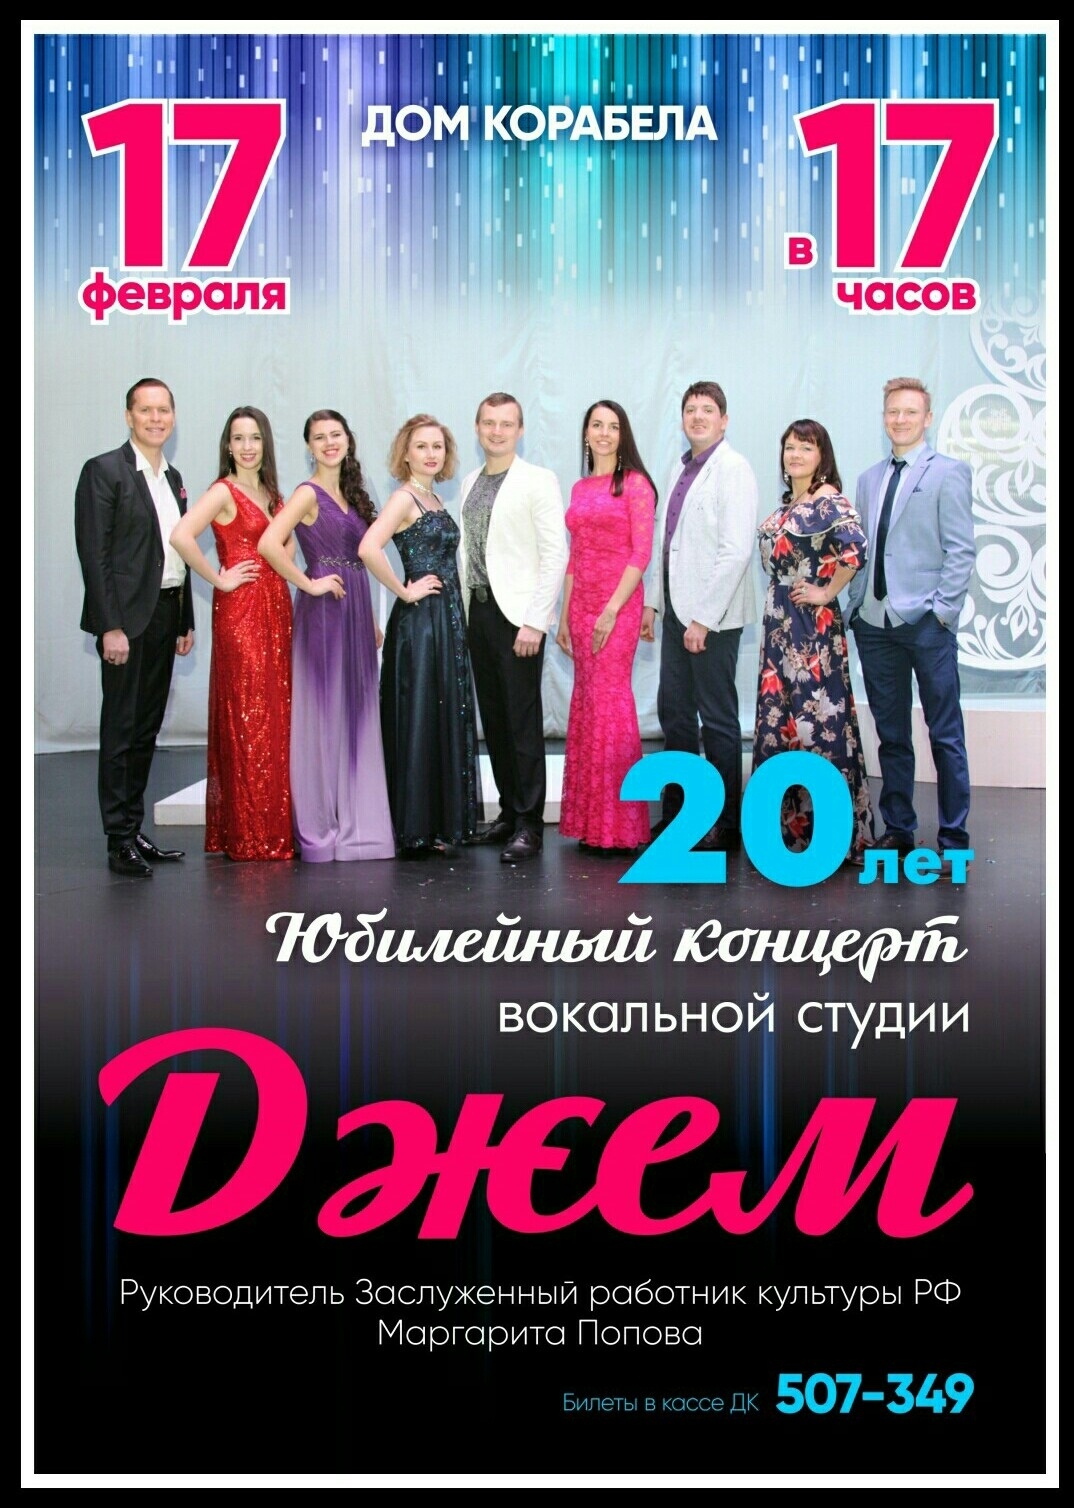 17
февраля
ДОМ КОРАБЕЛА
в 17
часов
20 лет
Юбилейный концерт
вокальной студии
Джем
Руководитель Заслуженный работник культуры РФ
Маргарита Попова
Билеты в кассе ДК 507-349